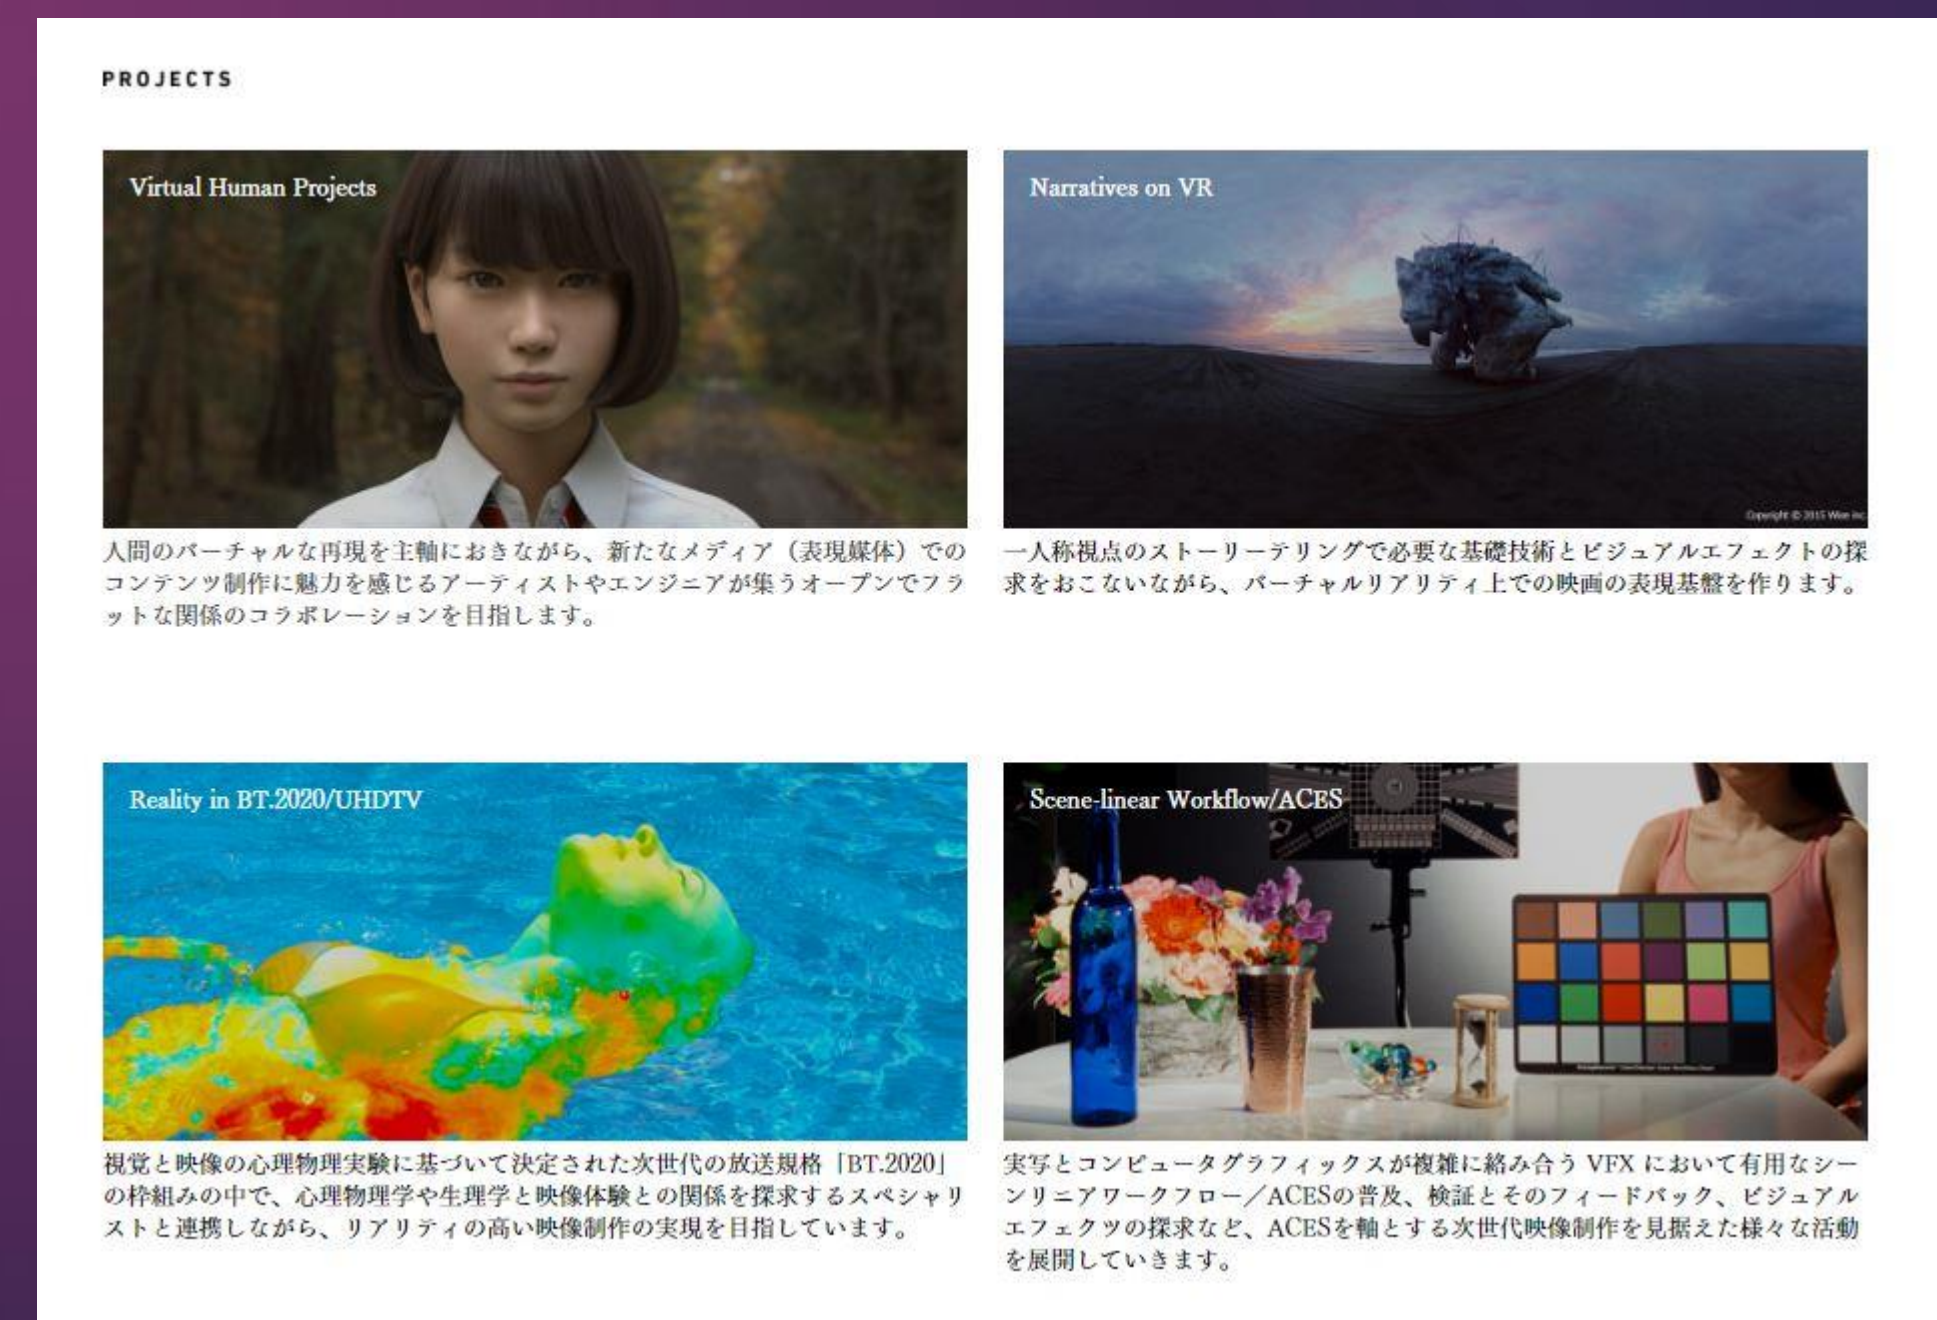 PROJECTS
Virtual Human Projects
人間のバーチャルな再現を主軸におきながら、新たなメディア（表現媒体）での
コンテンツ制作に魅力を感じるアーティストやエンジニアが集うオープンでフラ
ットな関係のコラボレーションを目指します。
Narratives on VR
Copyright © 2015 Wise inc.
一人称視点のストーリーテリングで必要な基礎技術とビジュアルエフェクトの探
求をおこないながら、バーチャルリアリティ上での映画の表現基盤を作ります。
Reality in BT.2020/UHDTV
視覚と映像の心理物理実験に基づいて決定された次世代の放送規格「BT.2020」
の枠組みの中で、心理物理学や生理学と映像体験との関係を探求するスペシャリ
ストと連携しながら、リアリティの高い映像制作の実現を目指しています。
Scene-linear Workflow/ACES
実写とコンピュータグラフィックスが複雑に絡み合う VFX において有用なシー
ンリニアワークフロー／ACESの普及、検証とそのフィードバック、ビジュアル
エフェクツの探求など、ACESを軸とする次世代映像制作を見据えた様々な活動
を展開していきます。